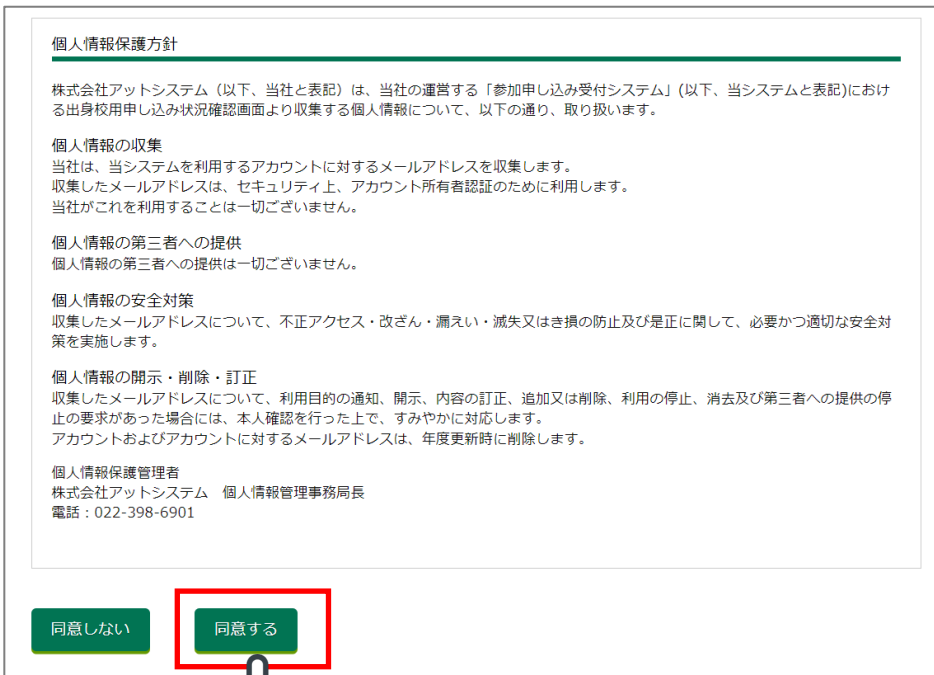 個人情報保護方針
株式会社アットシステム（以下、当社と表記）は、当社の運営する「参加申し込み受付システム」(以下、当システムと表記)におけ
る出身校用申し込み状況確認画面より収集する個人情報について、以下の通り、取り扱います。
個人情報の収集
当社は、当システムを利用するアカウントに対するメールアドレスを収集します。
収集したメールアドレスは、セキュリティ上、アカウント所有者認証のために利用します。
当社がこれを利用することは一切ございません。
個人情報の第三者への提供
個人情報の第三者への提供は一切ございません。
個人情報の安全対策
収集したメールアドレスについて、不正アクセス・改ざん・漏えい・滅失又はき損の防止及び是正に関して、必要かつ適切な安全対
策を実施します。
個人情報の開示・削除・訂正
収集したメールアドレスについて、利用目的の通知、開示、内容の訂正、追加又は削除、利用の停止、消去及び第三者への提供の停
止の要求があった場合には、本人確認を行った上で、すみやかに対応します。
アカウントおよびアカウントに対するメールアドレスは、年度更新時に削除します。
個人情報保護管理者
株式会社アットシステム　個人情報管理事務局長
電話：022-398-6901
同意しない
同意する